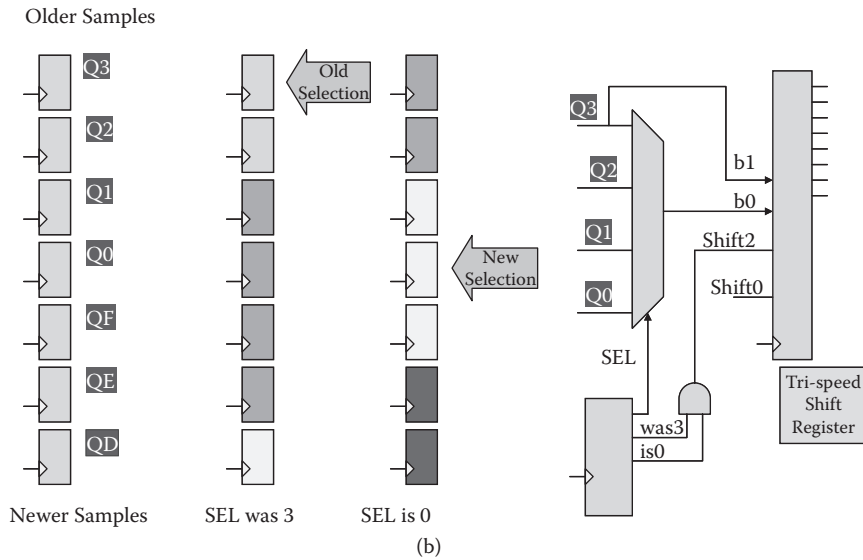 Older Samples
Q3
Q2
Q1
Q0
QF
QE
QD
Newer Samples
Old
Selection
SEL was 3
New
Selection
SEL is 0
Q3
Q2
Q1
Q0
b1
b0
Shift2
Shift0
SEL
was3
is0
Tri-speed
Shift
Register
(b)